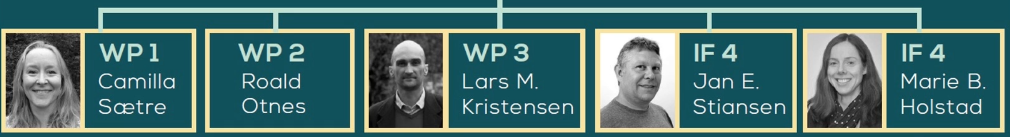 WP 1
Camilla
Sætre
WP 2
Roald
Otnes
WP 3
Lars M.
Kristensen
IF 4
Jan E.
Stiansen
IF 4
Marie B.
Holstad